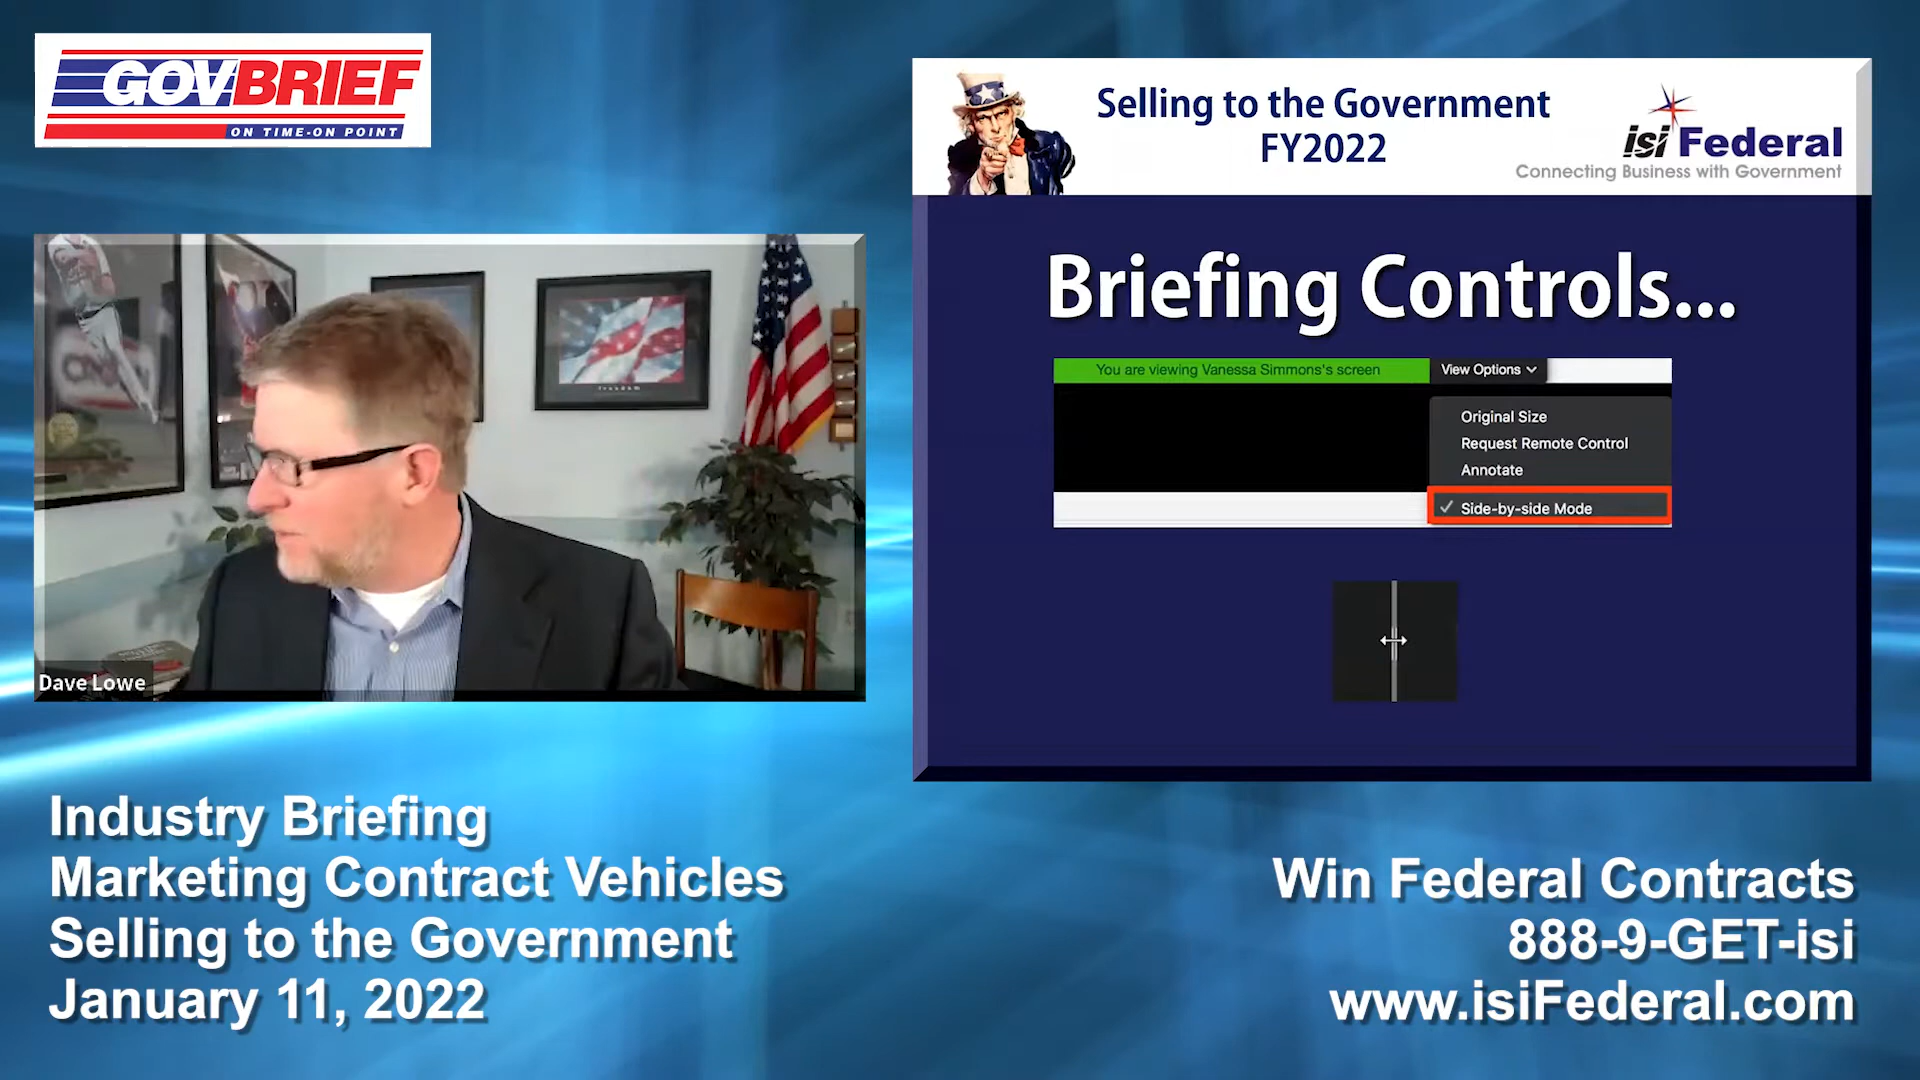 GOVBRIEF
ON TIME-ON POINT
Dave Lowe
freedom
Industry Briefing
Marketing Contract Vehicles
Selling to the Government
January 11, 2022
Selling to the Government
FY2022
isi Federal
Connecting Business with Government
Briefing Controls...
You are viewing Vanessa Simmons's screen
View Options
Original Size
Request Remote Control
Annotate
✓ Side-by-side Mode
Win Federal Contracts
888-9-GET-isi
www.isiFederal.com